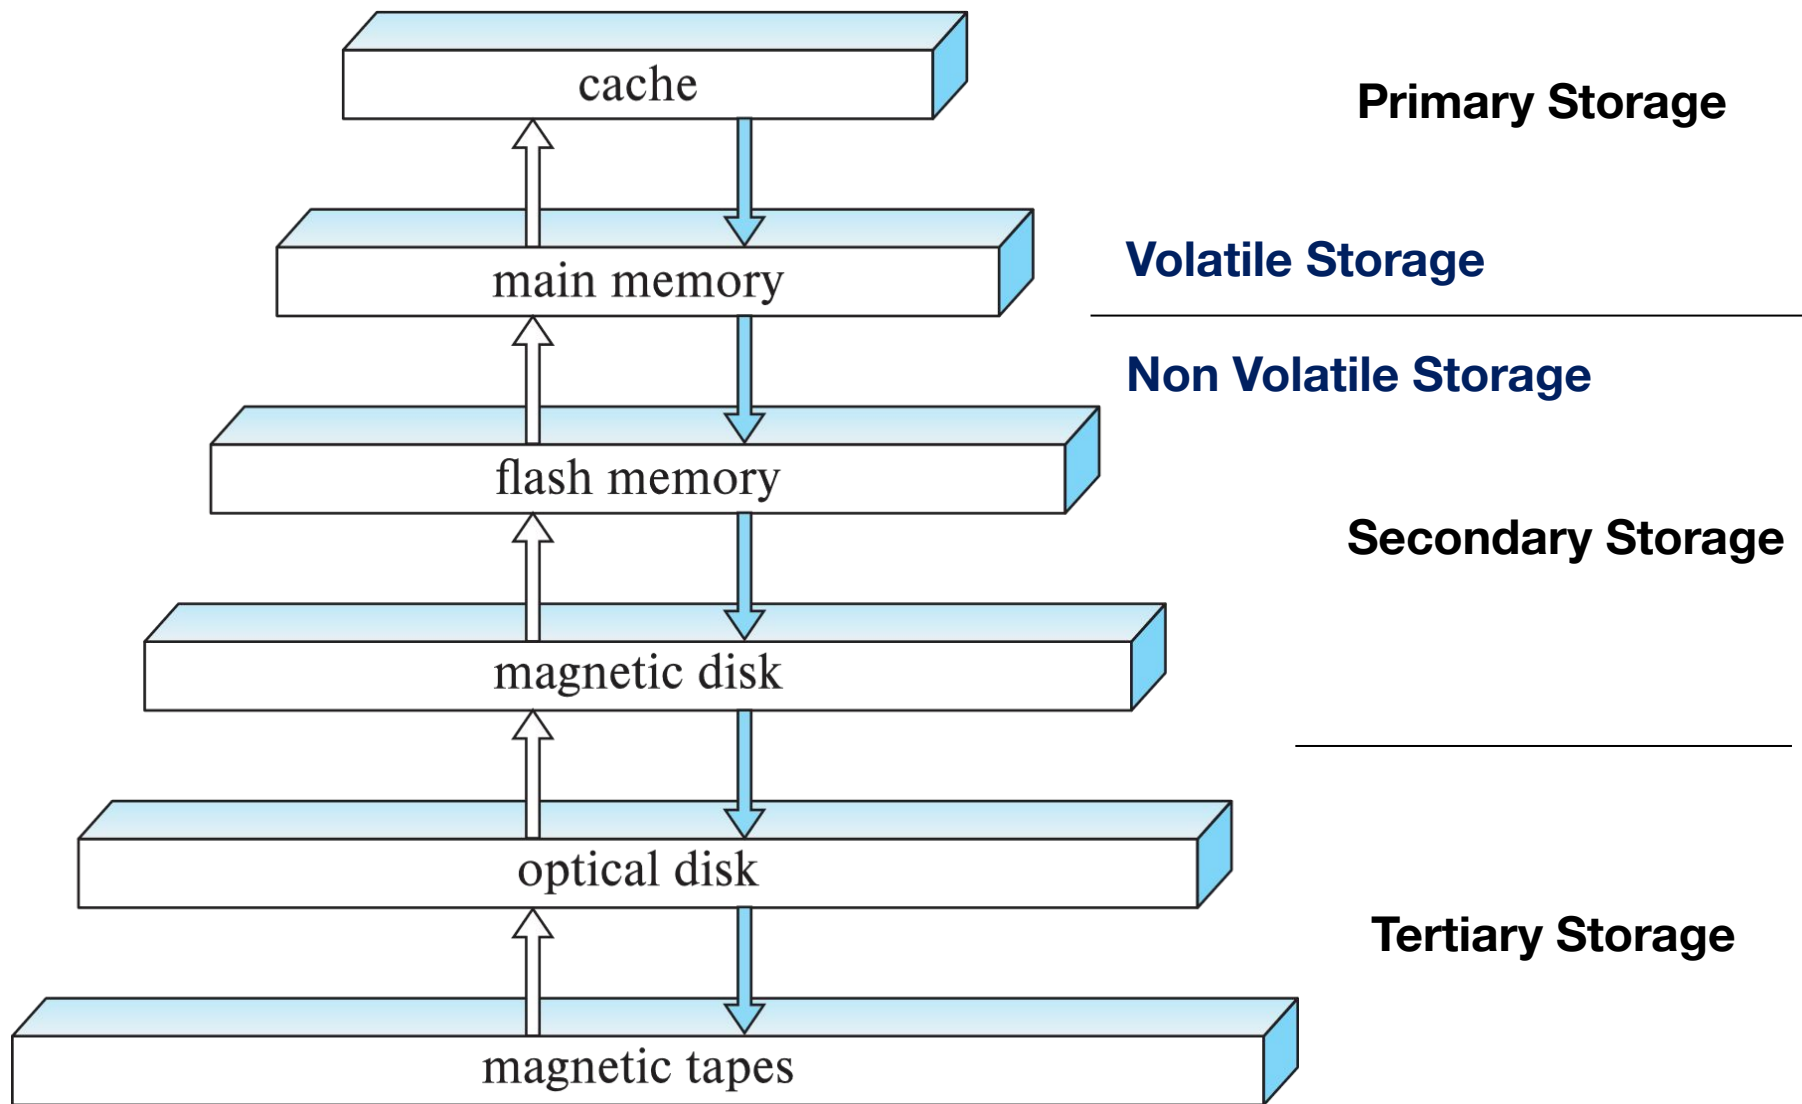 cache
Primary Storage
main memory
Volatile Storage
Non Volatile Storage
flash memory
Secondary Storage
magnetic disk
optical disk
Tertiary Storage
magnetic tapes